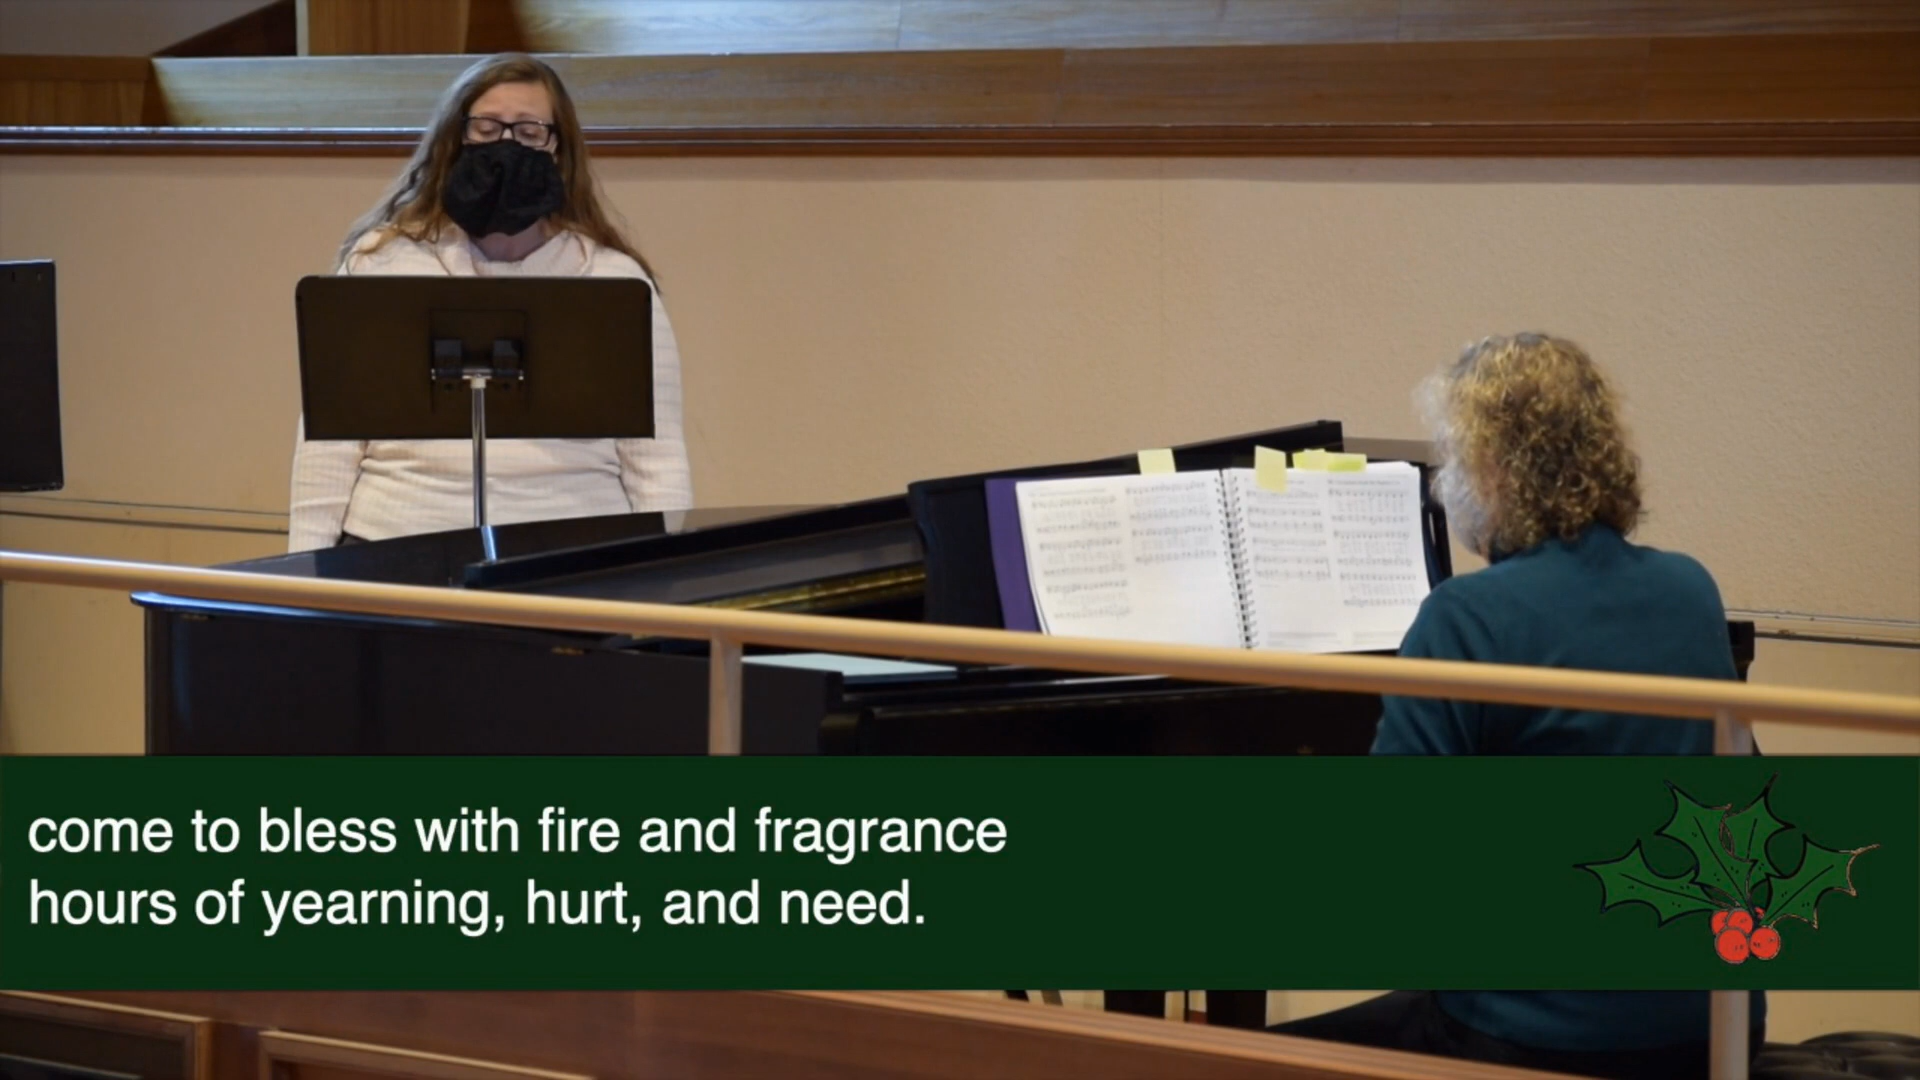 come to bless with fire and fragrance
hours of yearning, hurt, and need.